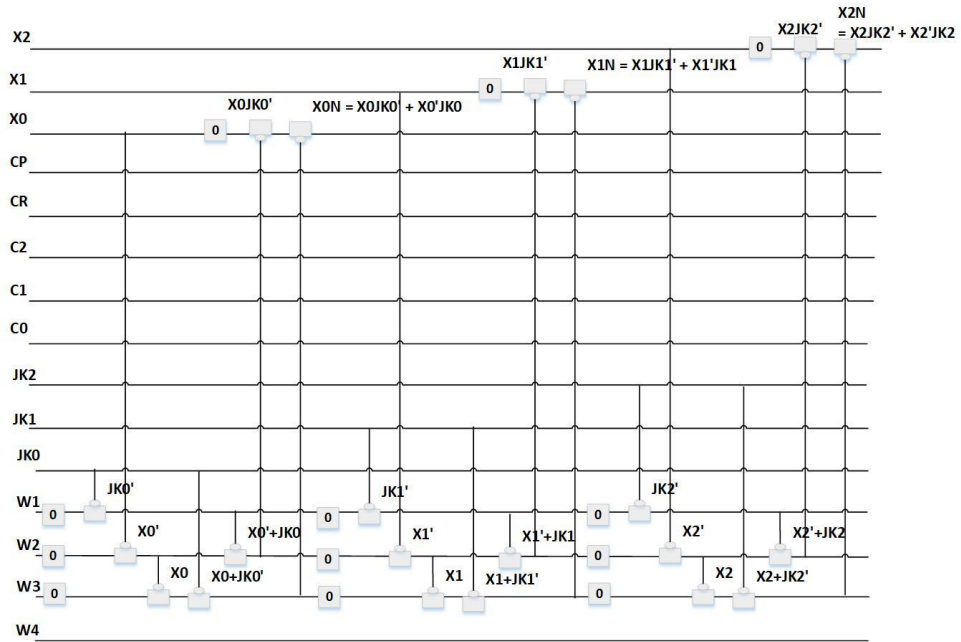 X2N
X2JK2'
= X2JK2' + X2'JK2
X2
0
X1JK1'
X1N = X1JK1' + X1'JK1
X1
0
X0JK0'
X0N = X0JK0' + X0'JK0
X0
0
CP
CR
C2
C1
C0
JK2
JK1
JK0
JK0'
JK1'
JK2'
W1
0
0
0
X0'
X0'+JK0
X1'
X1'+JK1
X2'
X2'+JK2
W2
0
0
0
X0
X0+JK0'
X1
X1+JK1'
X2
X2+JK2'
W3
0
0
0
W4